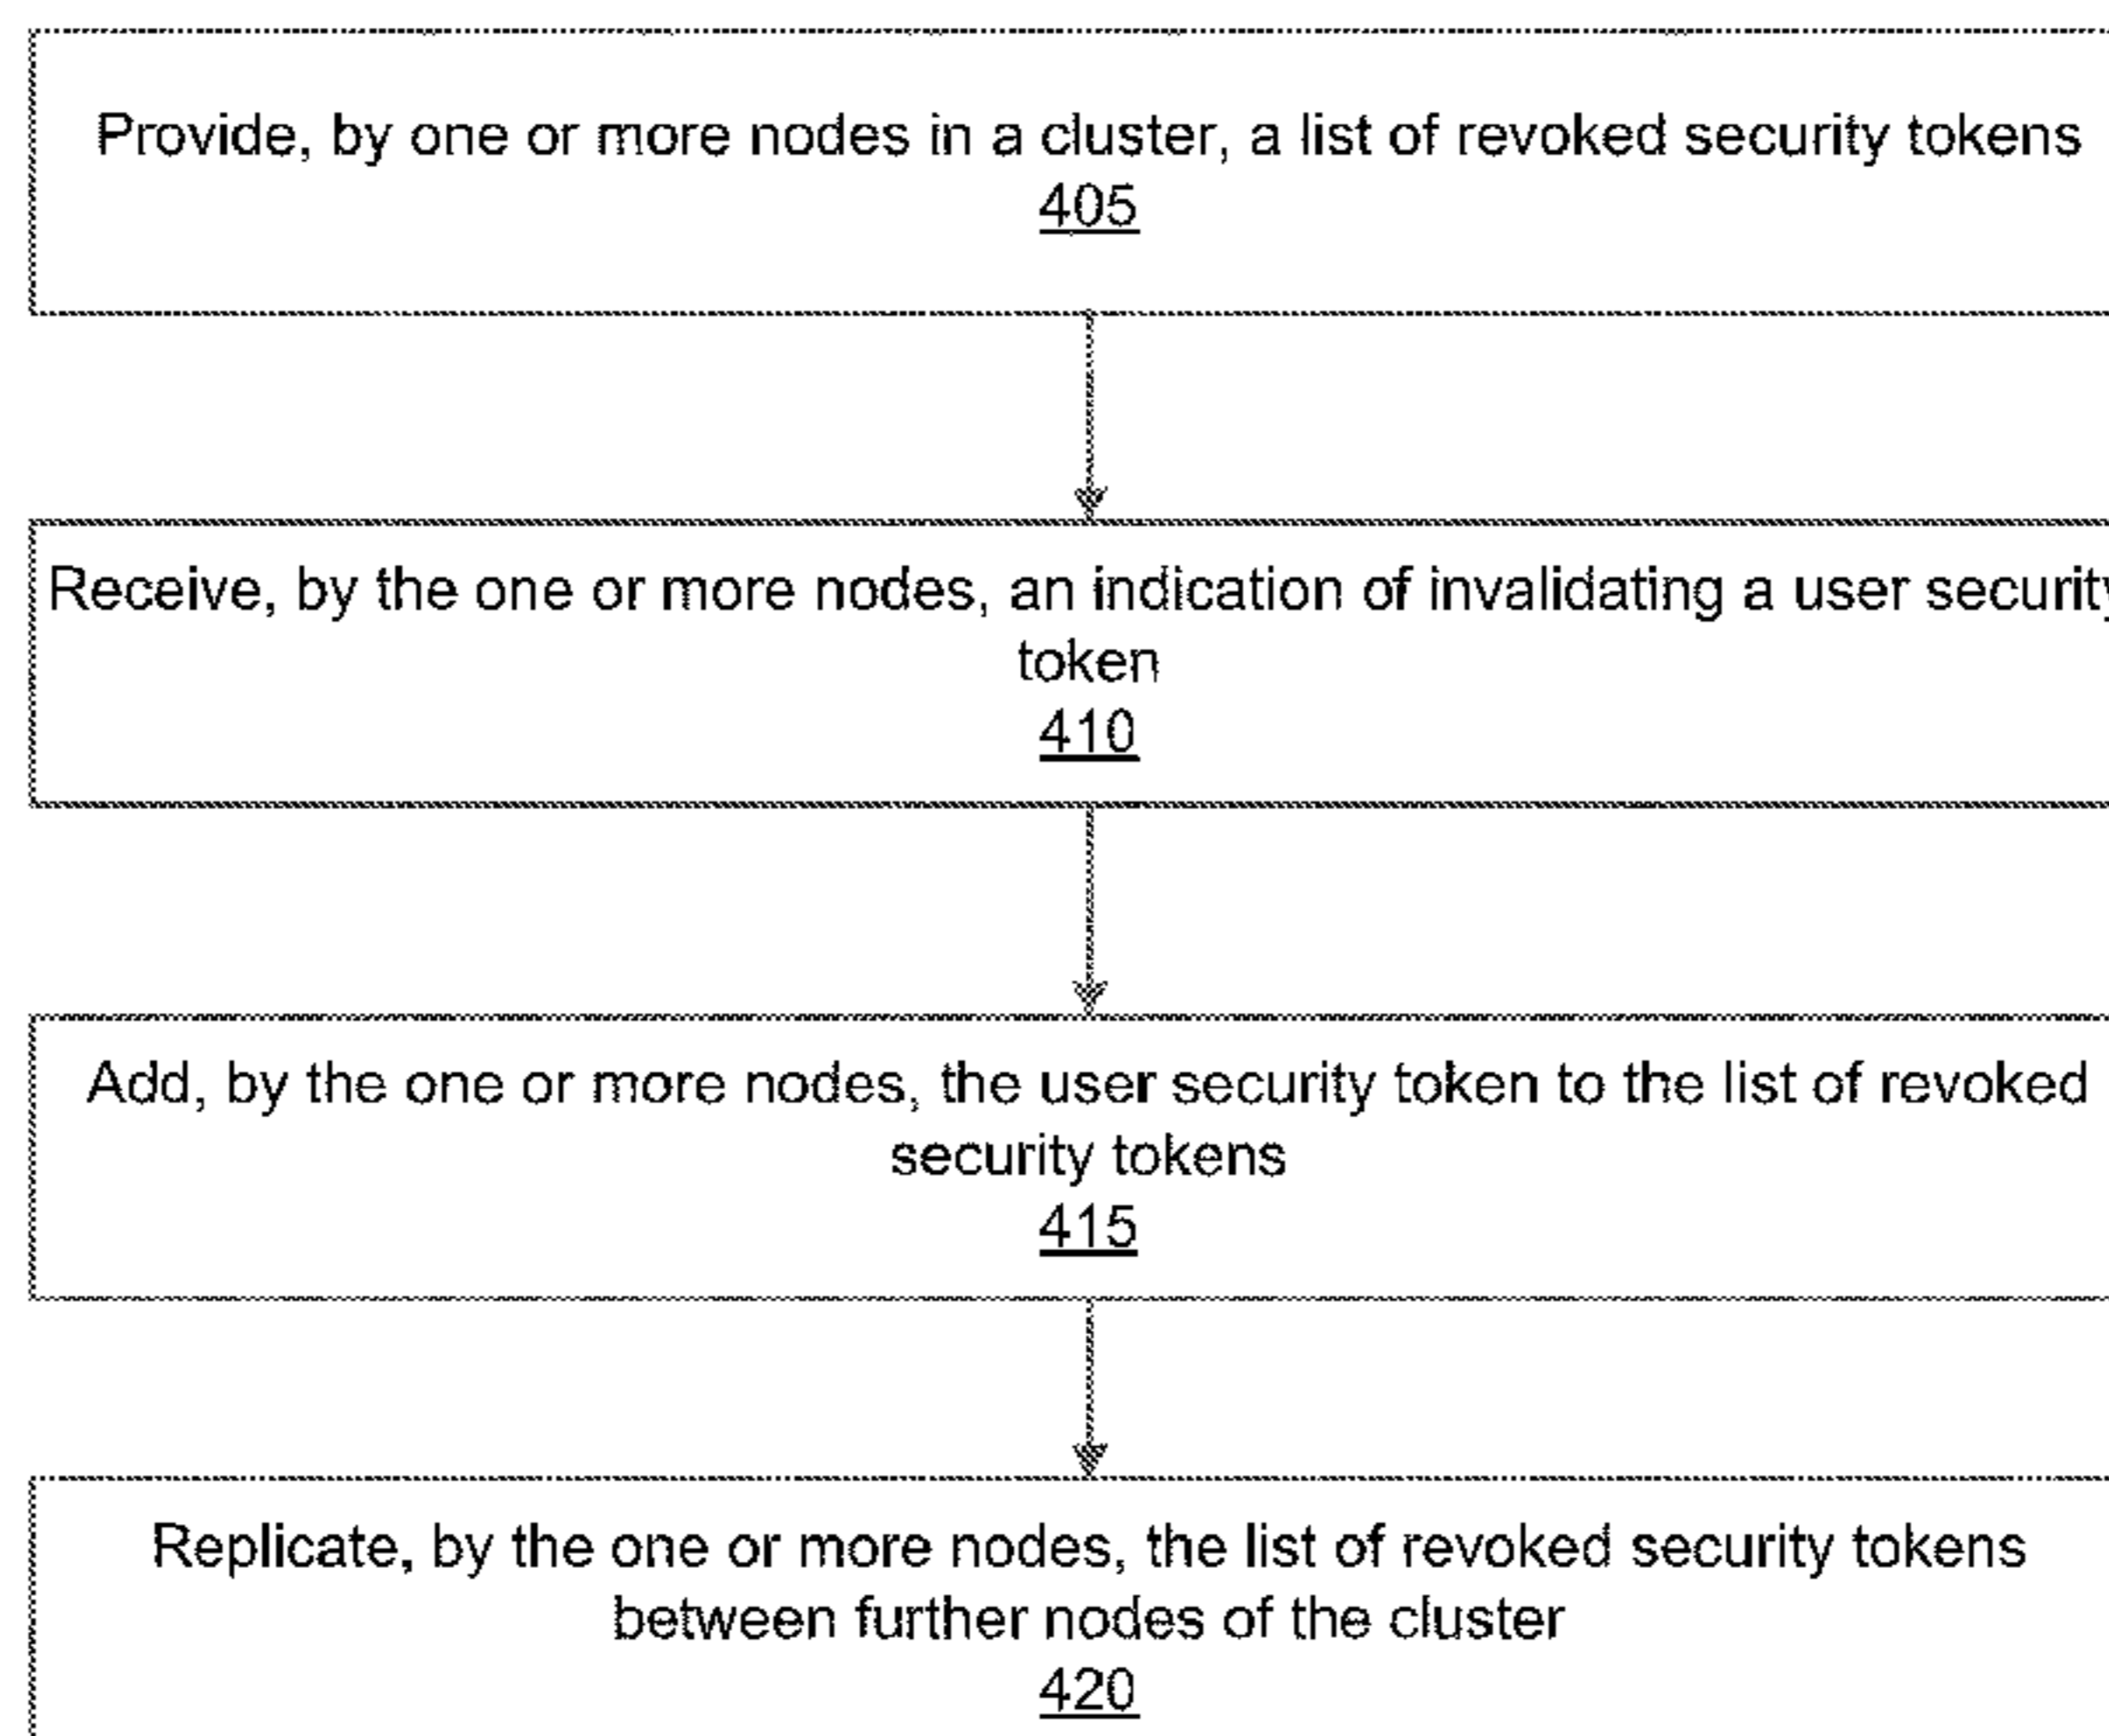 Provide, by one or more nodes in a cluster, a list of revoked security tokens
405
Receive, by the one or more nodes, an indication of invalidating a user security
token
410
Add, by the one or more nodes, the user security token to the list of revoked
security tokens
415
Replicate, by the one or more nodes, the list of revoked security tokens
between further nodes of the cluster
420